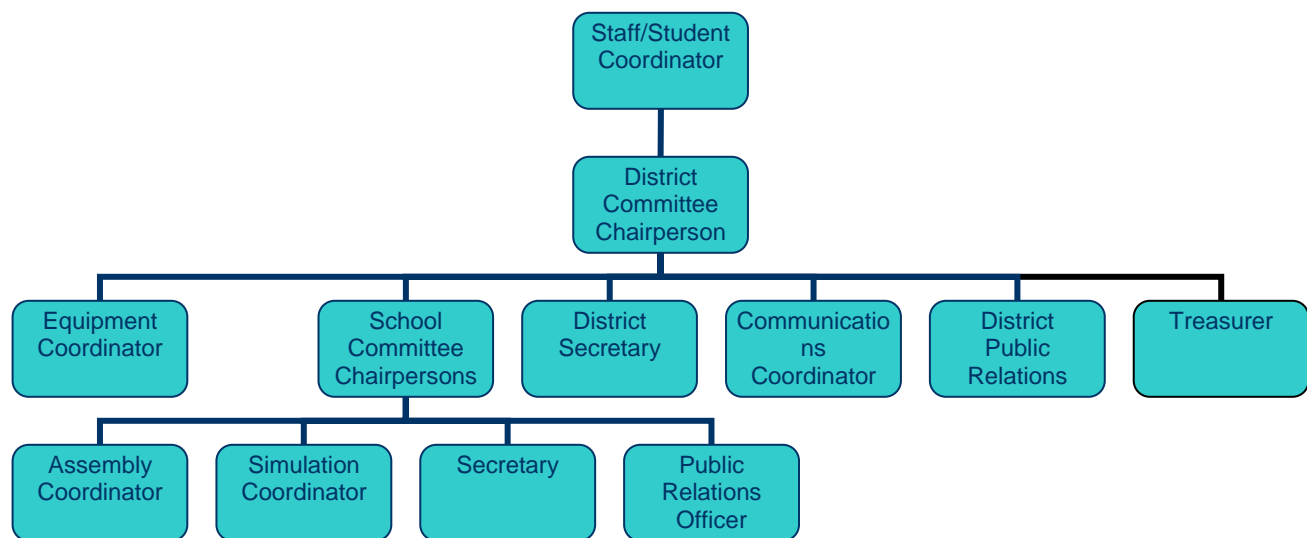 Staff/Student
Coordinator
District
Committee
Chairperson
Equipment
Coordinator
School
Committee
Chairpersons
District
Secretary
Communicatio
ns
Coordinator
District
Public
Relations
Treasurer
Assembly
Coordinator
Simulation
Coordinator
Secretary
Public
Relations
Officer